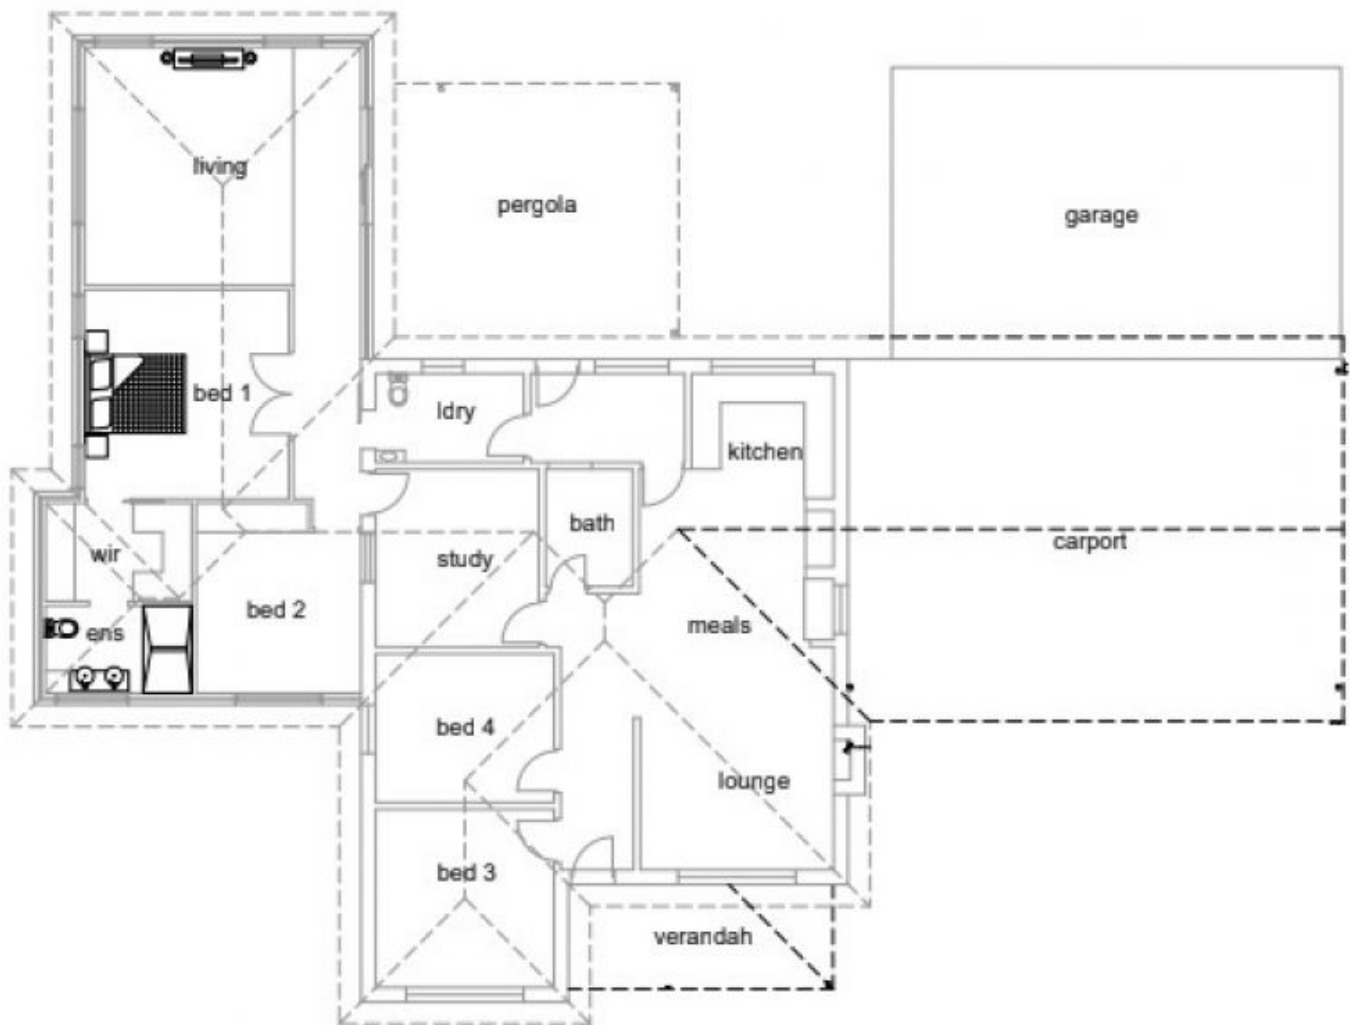 living
pergola
garage
bed 1
ldry
kitchen
bath
carport
wir
study
bed 2
meals
ens
bed 4
lounge
bed 3
verandah